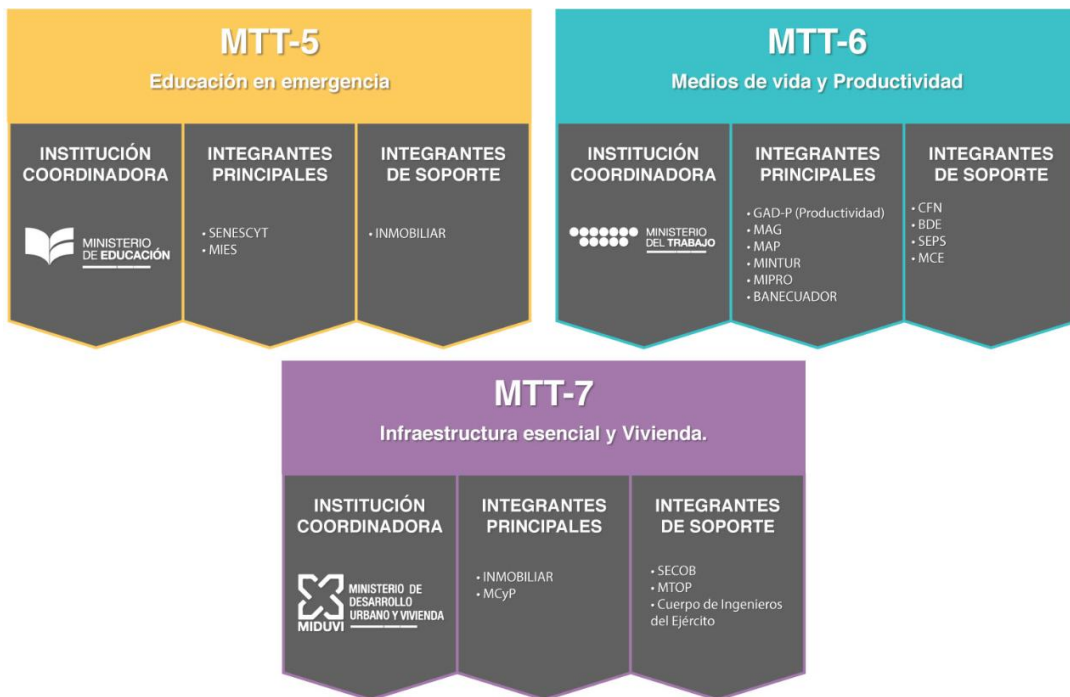 MTT-5
Educación en emergencia
INSTITUCIÓN
COORDINADORA
MINISTERIO
DE EDUCACIÓN
INTEGRANTES
PRINCIPALES
• SENESCYT
• MIES
INTEGRANTES
DE SOPORTE
• INMOBILIAR
MTT-6
Medios de vida y Productividad
INSTITUCIÓN
COORDINADORA
MINISTERIO
DEL TRABAJO
INTEGRANTES
PRINCIPALES
• GAD-P (Productividad)
• MAG
• MAP
• MINTUR
• MIPRO
• BANECUADOR
INTEGRANTES
DE SOPORTE
• CFN
• BDE
• SEPS
• MCE
MTT-7
Infraestructura esencial y Vivienda.
INSTITUCIÓN
COORDINADORA
MIDUVI
MINISTERIO DE
DESARROLLO
URBANO Y VIVIENDA
INTEGRANTES
PRINCIPALES
• INMOBILIAR
• MCyP
INTEGRANTES
DE SOPORTE
• SECOB
• MTOP
• Cuerpo de Ingenieros
del Ejército